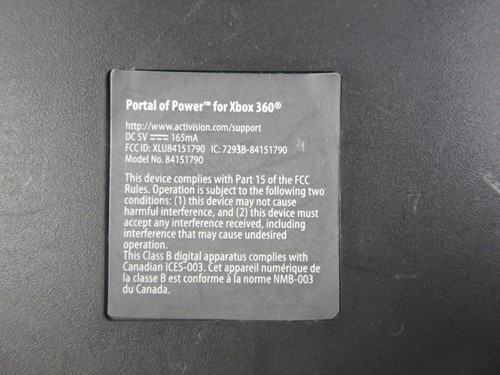 Portal of Power™ for Xbox 360®
http://www.activision.com/support
DC 5V ⎓ 165mA
FCC ID: XLU84151790 IC: 7293B-84151790
Model No. 84151790
This device complies with Part 15 of the FCC
Rules. Operation is subject to the following two
conditions: (1) this device may not cause
harmful interference, and (2) this device must
accept any interference received, including
interference that may cause undesired
operation.
This Class B digital apparatus complies with
Canadian ICES-003. Cet appareil numérique de
la classe B est conforme à la norme NMB-003
du Canada.